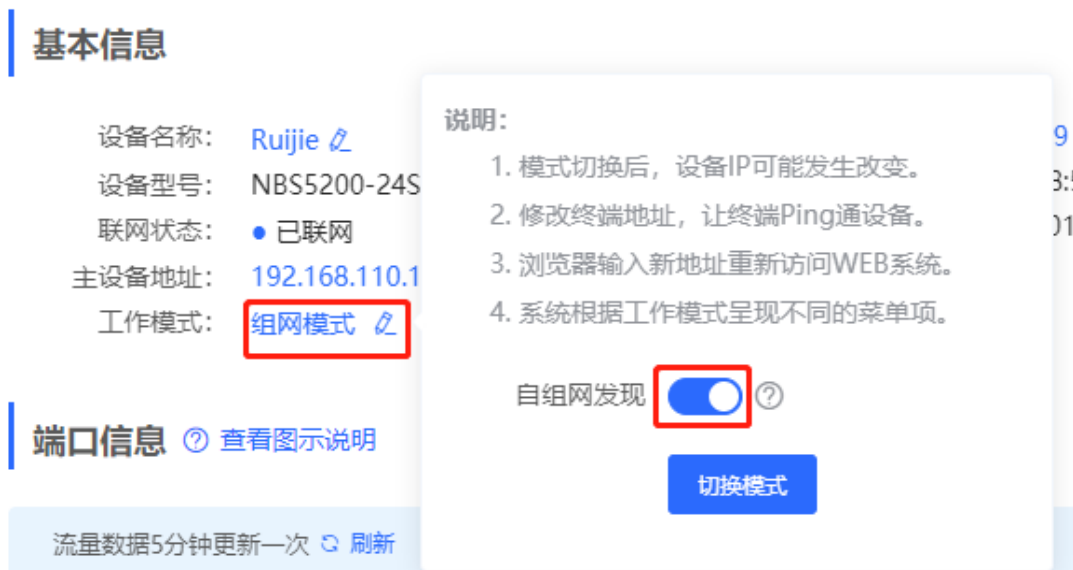 基本信息
设备名称： Ruijie
设备型号： NBS5200-24S
联网状态： 已联网
主设备地址： 192.168.110.1
工作模式： 组网模式
说明：
1. 模式切换后，设备IP可能发生改变。
2. 修改终端地址，让终端Ping通设备。
3. 浏览器输入新地址重新访问WEB系统。
4. 系统根据工作模式呈现不同的菜单项。
自组网发现
切换模式
端口信息 查看图示说明
流量数据5分钟更新一次 刷新